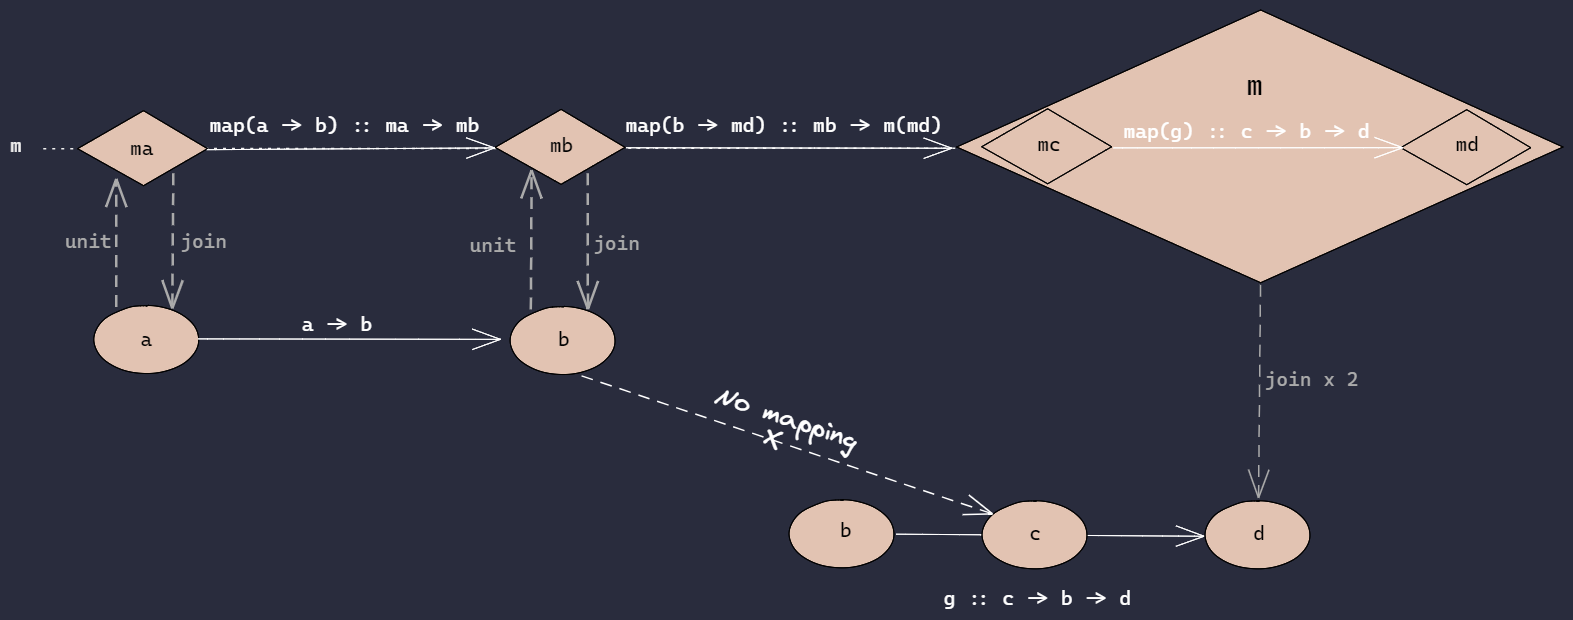 m
map(a → b) :: ma → mb
map(b → md) :: mb → m(md)
map(g) :: c → b → d
m
ma
mb
mc
md
unit
join
unit
join
a
a → b
b
No mapping
x
join x 2
b
c
d
g :: c → b → d